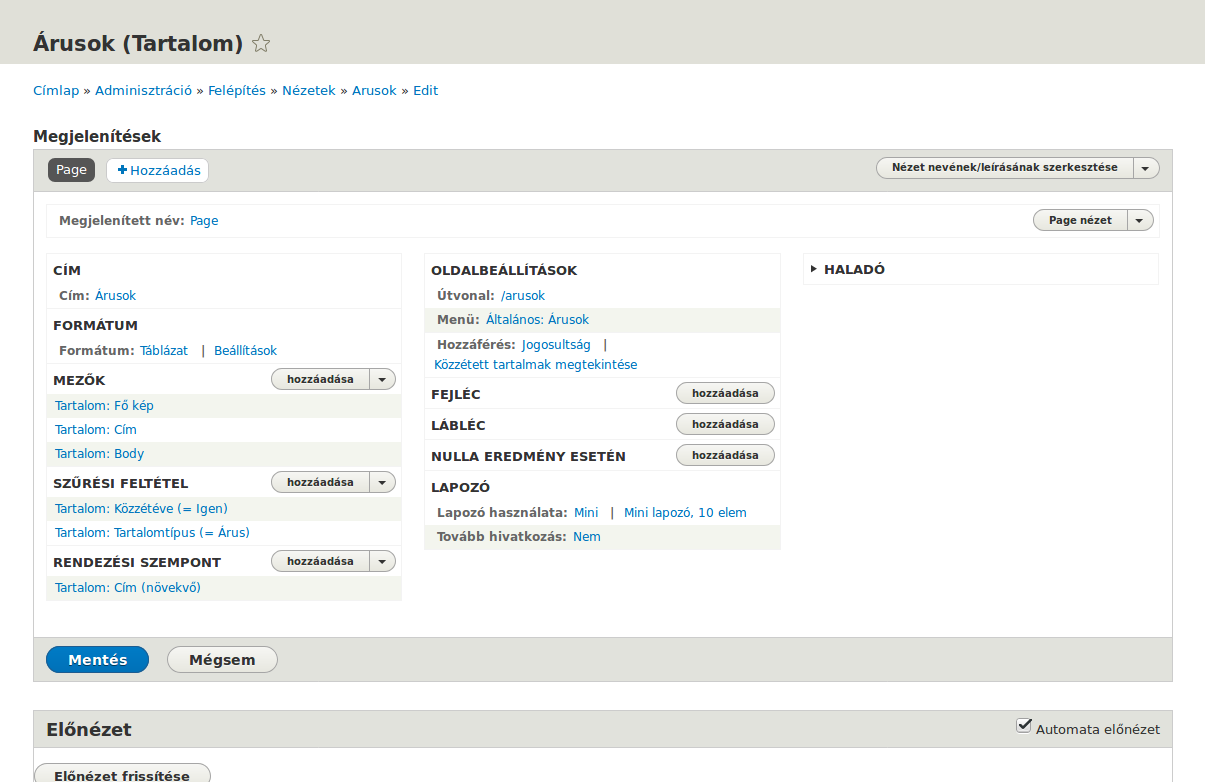 Árusok (Tartalom)
Címlap » Adminisztráció » Felépítés » Nézetek » Arusok » Edit
Megjelenítések
Page
Hozzáadás
Nézet nevének/leírásának szerkesztése
Megjelenített név: Page
Page nézet
CÍM
Cím: Árusok
FORMÁTUM
Formátum: Táblázat | Beállítások
MEZŐK
hozzáadása
Tartalom: Fő kép
Tartalom: Cím
Tartalom: Body
SZŰRÉSI FELTÉTEL
hozzáadása
Tartalom: Közzétéve (= Igen)
Tartalom: Tartalomtípus (= Árus)
RENDEZÉSI SZEMPONT
hozzáadása
Tartalom: Cím (növekvő)
OLDALBEÁLLÍTÁSOK
Útvonal: /arusok
Menü: Általános: Árusok
Hozzáférés: Jogosultság |
Közzétett tartalmak megtekintése
FEJLÉC
hozzáadása
LÁBLÉC
hozzáadása
NULLA EREDMÉNY ESETÉN
hozzáadása
LAPOZÓ
Lapozó használata: Mini | Mini lapozó, 10 elem
Tovább hivatkozás: Nem
HALADÓ
Mentés
Mégsem
Előnézet
Automata előnézet
Előnézet frissítése